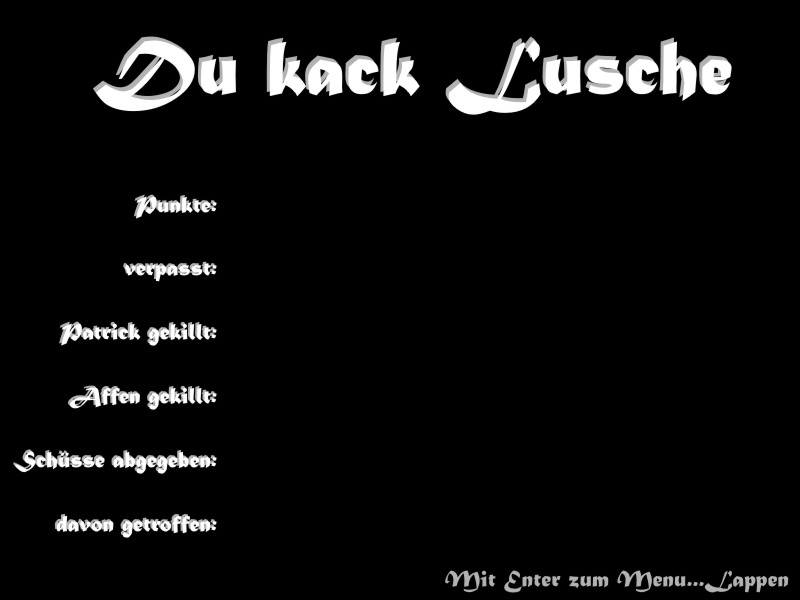 Du kack Lusche
Punkte:
verpasst:
Patrick gekillt:
Affen gekillt:
Schüsse abgegeben:
davon getroffen:
Mit Enter zum Menu...Lappen